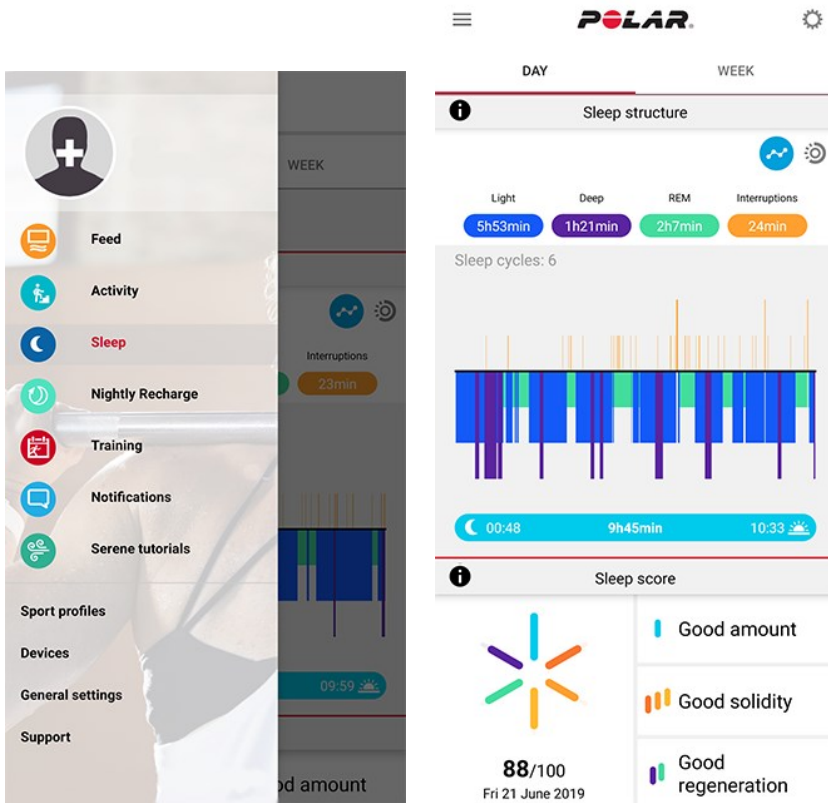 WEEK
Feed
Activity
Sleep
Interruptions
Nightly Recharge
23min
Training
Notifications
Serene tutorials
Sport profiles
Devices
General settings
09:59
Support
od amount
POLAR
DAY WEEK
i Sleep structure
Light Deep REM Interruptions
5h53min 1h21min 2h7min 24min
Sleep cycles: 6
00:48 9h45min 10:33
i Sleep score
Good amount
Good solidity
Good
regeneration
88/100
Fri 21 June 2019